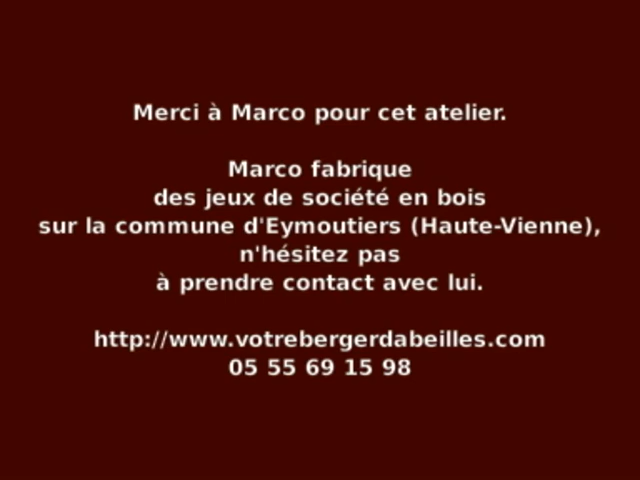 Merci à Marco pour cet atelier.
Marco fabrique
des jeux de société en bois
sur la commune d'Eymoutiers (Haute-Vienne),
n'hésitez pas
à prendre contact avec lui.
http://www.votrebergerdabeilles.com
05 55 69 15 98